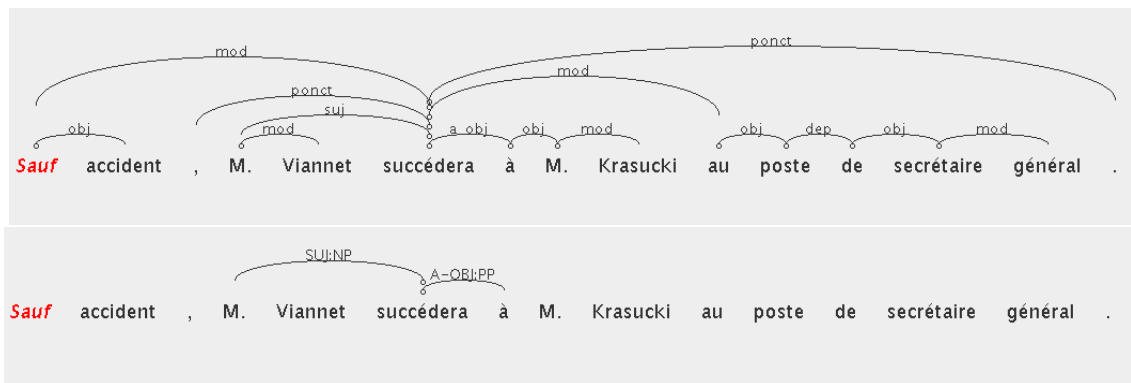 ponct
mod
mod
ponct
suj
obj mod a_obj obj mod obj dep obj mod
Sauf accident , M. Viannet succédera à M. Krasucki au poste de secrétaire général .
SUJ:NP
A-OBJ:PP
Sauf accident , M. Viannet succédera à M. Krasucki au poste de secrétaire général .